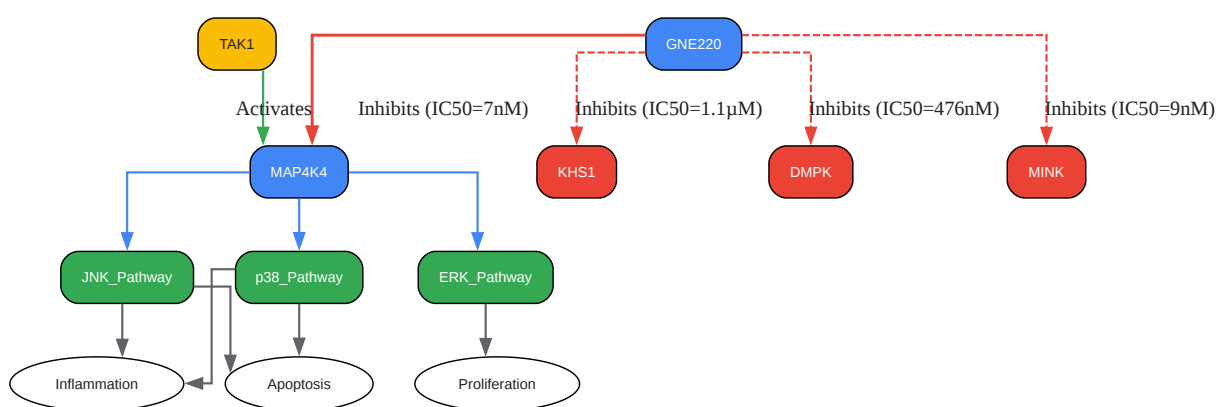 TAK1
GNE220
Activates
Inhibits (IC50=7nM)
Inhibits (IC50=1.1µM)
Inhibits (IC50=476nM)
Inhibits (IC50=9nM)
MAP4K4
KHS1
DMPK
MINK
JNK_Pathway
p38_Pathway
ERK_Pathway
Inflammation
Apoptosis
Proliferation